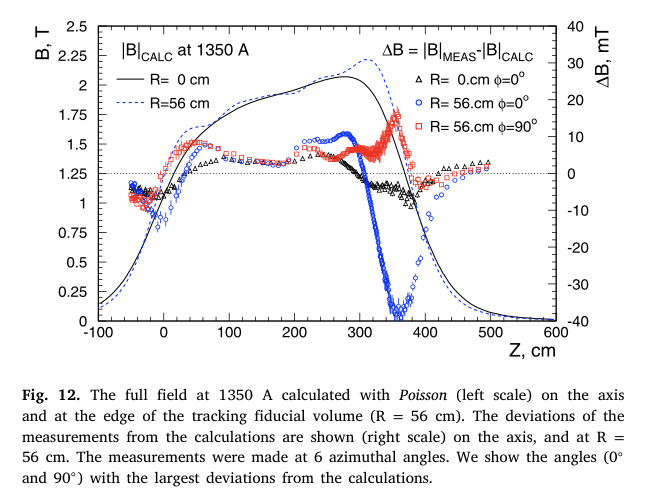 2.5
2.25
2
1.75
1.5
1.25
1
0.75
0.5
0.25
0
B, T
|B|CALC at 1350 A
R= 0 cm
R=56 cm
ΔB = |B|MEAS-|B|CALC
R= 0.cm ϕ=0°
R= 56.cm ϕ=0°
R= 56.cm ϕ=90°
40
30
20
10
0
-10
-20
-30
-40
ΔB, mT
-100 0 100 200 300 400 500 600
Z, cm
Fig. 12. The full field at 1350 A calculated with Poisson (left scale) on the axis
and at the edge of the tracking fiducial volume (R = 56 cm). The deviations of the
measurements from the calculations are shown (right scale) on the axis, and at R =
56 cm. The measurements were made at 6 azimuthal angles. We show the angles (0°
and 90°) with the largest deviations from the calculations.